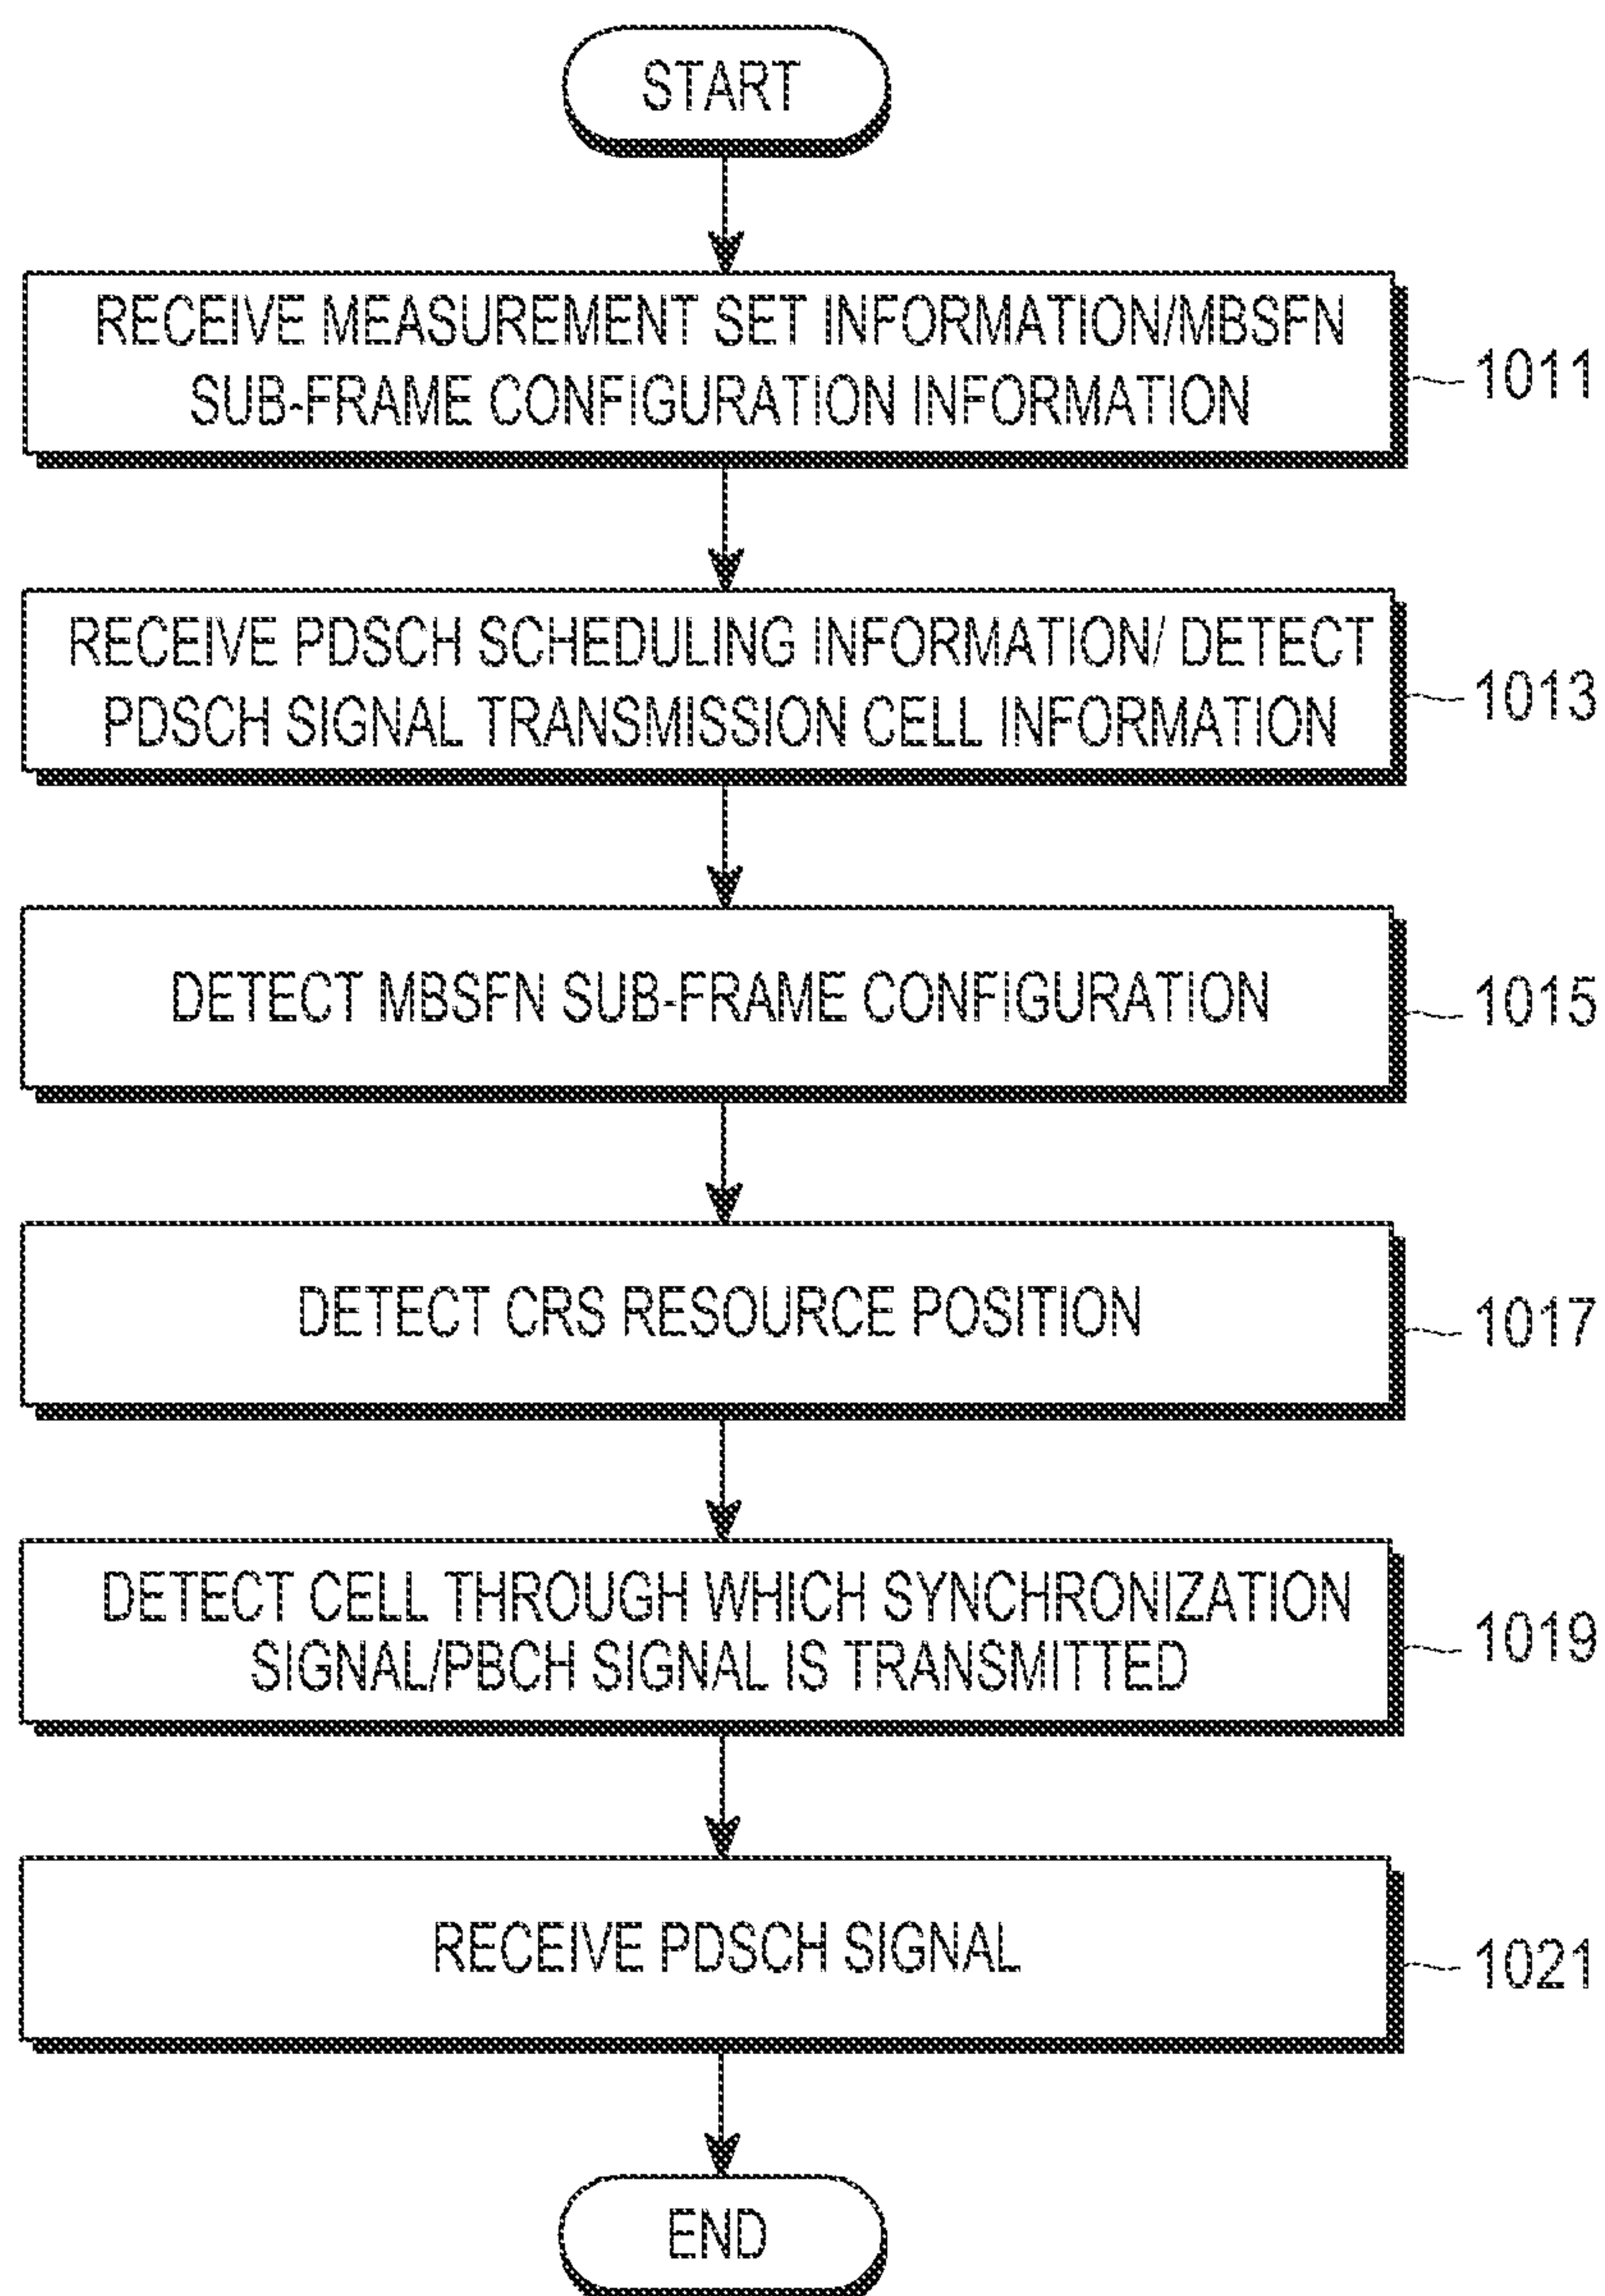 START
RECEIVE MEASUREMENT SET INFORMATION/MBSFN
SUB-FRAME CONFIGURATION INFORMATION
1011
RECEIVE PDSCH SCHEDULING INFORMATION/ DETECT
PDSCH SIGNAL TRANSMISSION CELL INFORMATION
1013
DETECT MBSFN SUB-FRAME CONFIGURATION
1015
DETECT CRS RESOURCE POSITION
1017
DETECT CELL THROUGH WHICH SYNCHRONIZATION
SIGNAL/PBCH SIGNAL IS TRANSMITTED
1019
RECEIVE PDSCH SIGNAL
1021
END